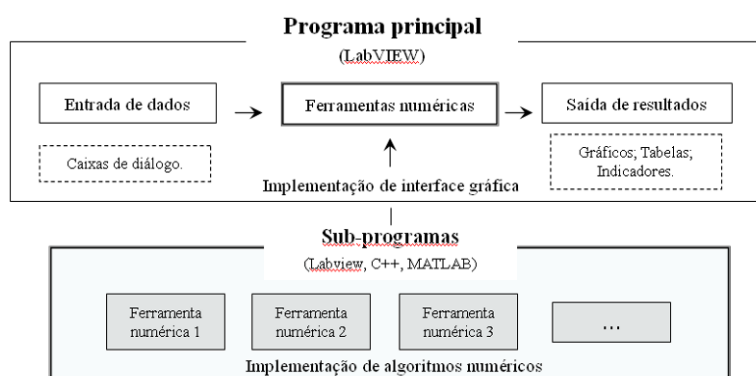 Programa principal
(LabVIEW)
Entrada de dados
Ferramentas numéricas
Saída de resultados
Caixas de diálogo.
Gráficos; Tabelas;
Indicadores.
Implementação de interface gráfica
Sub-programas
(Labview, C++, MATLAB)
Ferramenta
numérica 1
Ferramenta
numérica 2
Ferramenta
numérica 3
...
Implementação de algoritmos numéricos